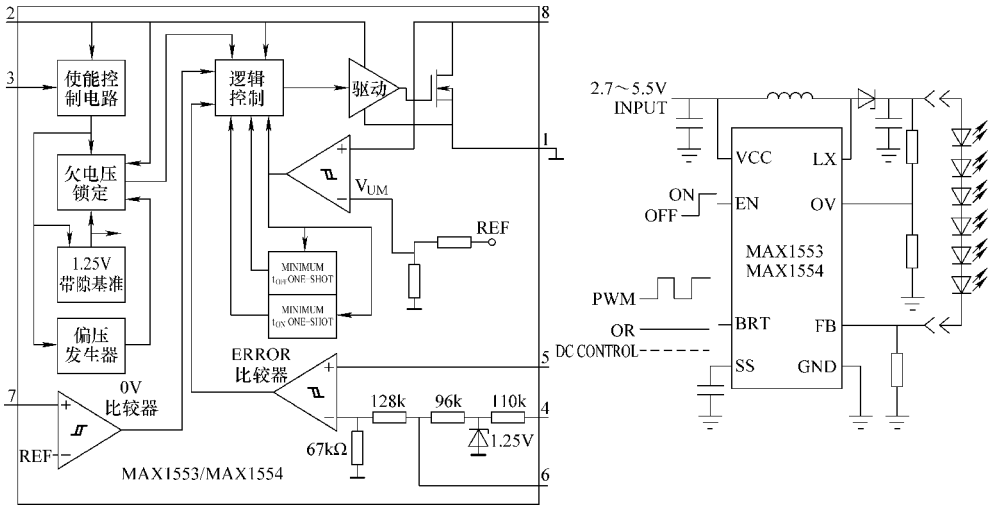 2
8
3
使能控
制电路
逻辑
控制
驱动
1
欠电压
锁定
V_UM
REF
1.25V
带隙基准
MINIMUM
t_OFF ONE-SHOT
MINIMUM
t_ON ONE-SHOT
偏压
发生器
ERROR
比较器
5
7
0V
比较器
128k
96k
110k
4
67kΩ
1.25V
REF
MAX1553/MAX1554
6
2.7～5.5V
INPUT
VCC
LX
ON
OFF
EN
OV
MAX1553
MAX1554
PWM
OR
BRT
FB
DC CONTROL
SS
GND